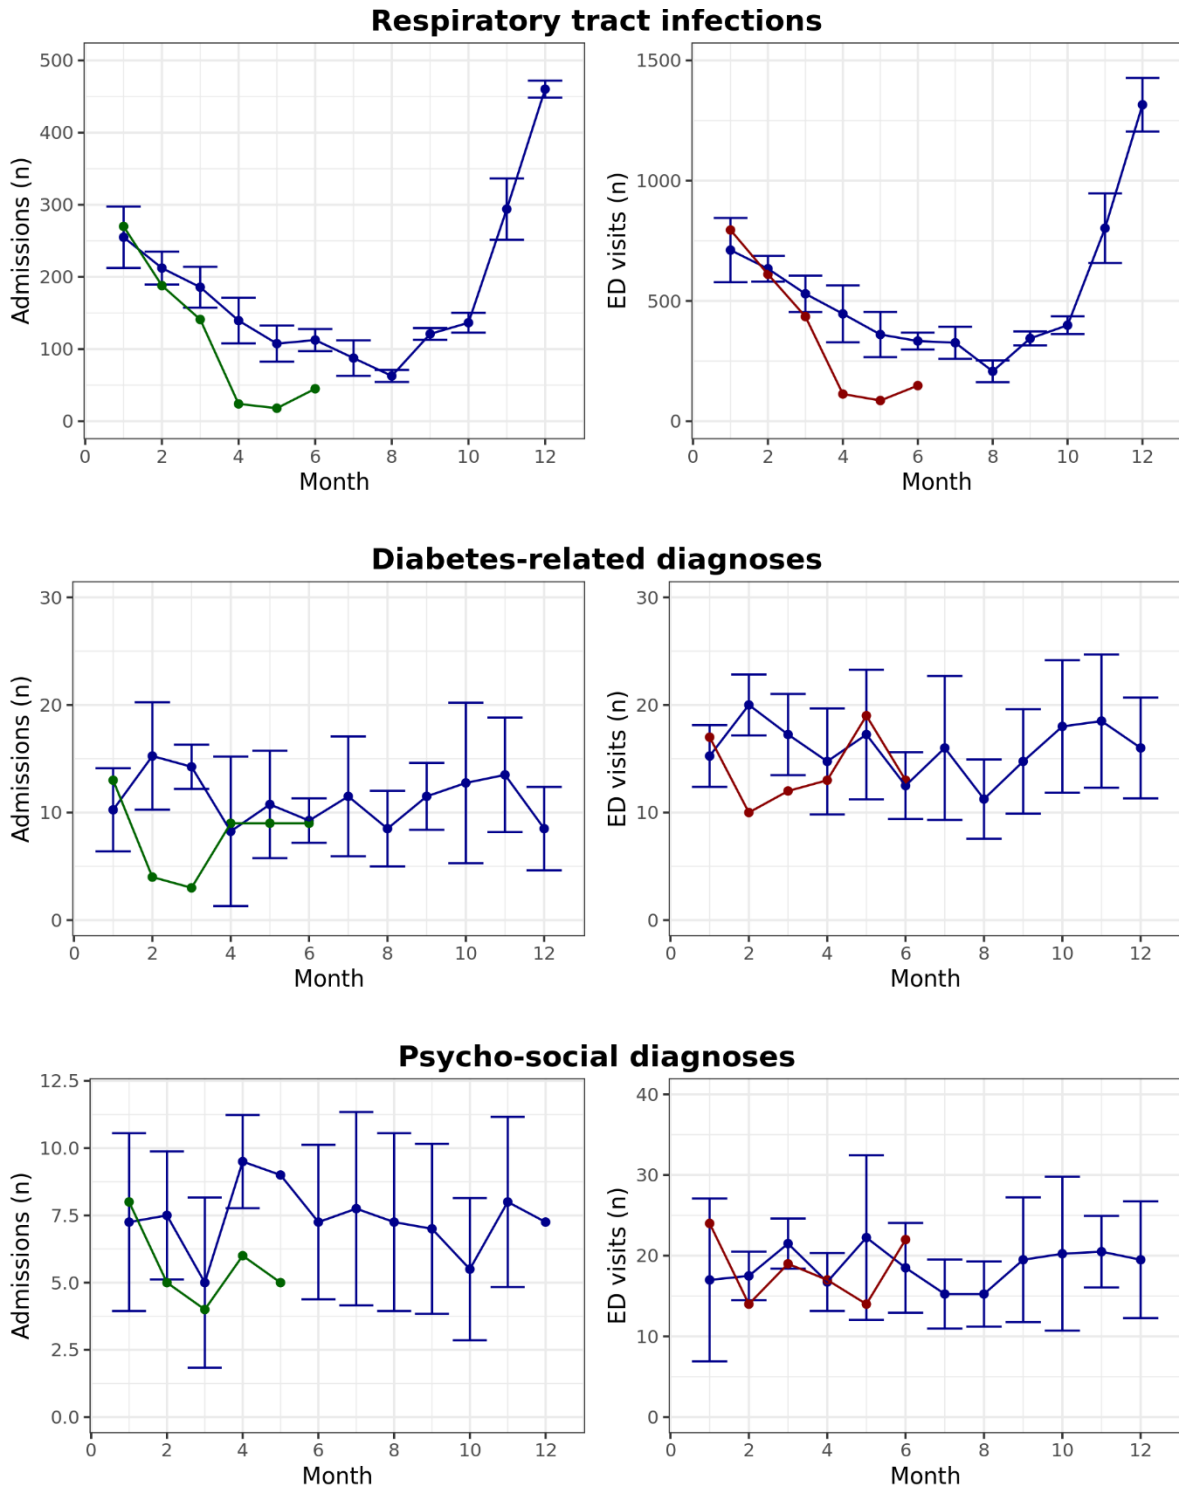 Respiratory tract infections
Admissions (n)
500
400
300
200
100
0
0 2 4 6 8 10 12
Month
ED visits (n)
1500
1000
500
0
0 2 4 6 8 10 12
Month
Diabetes-related diagnoses
Admissions (n)
30
20
10
0
0 2 4 6 8 10 12
Month
ED visits (n)
30
20
10
0
0 2 4 6 8 10 12
Month
Psycho-social diagnoses
Admissions (n)
12.5
10.0
7.5
5.0
2.5
0.0
0 2 4 6 8 10 12
Month
ED visits (n)
40
30
20
10
0
0 2 4 6 8 10 12
Month